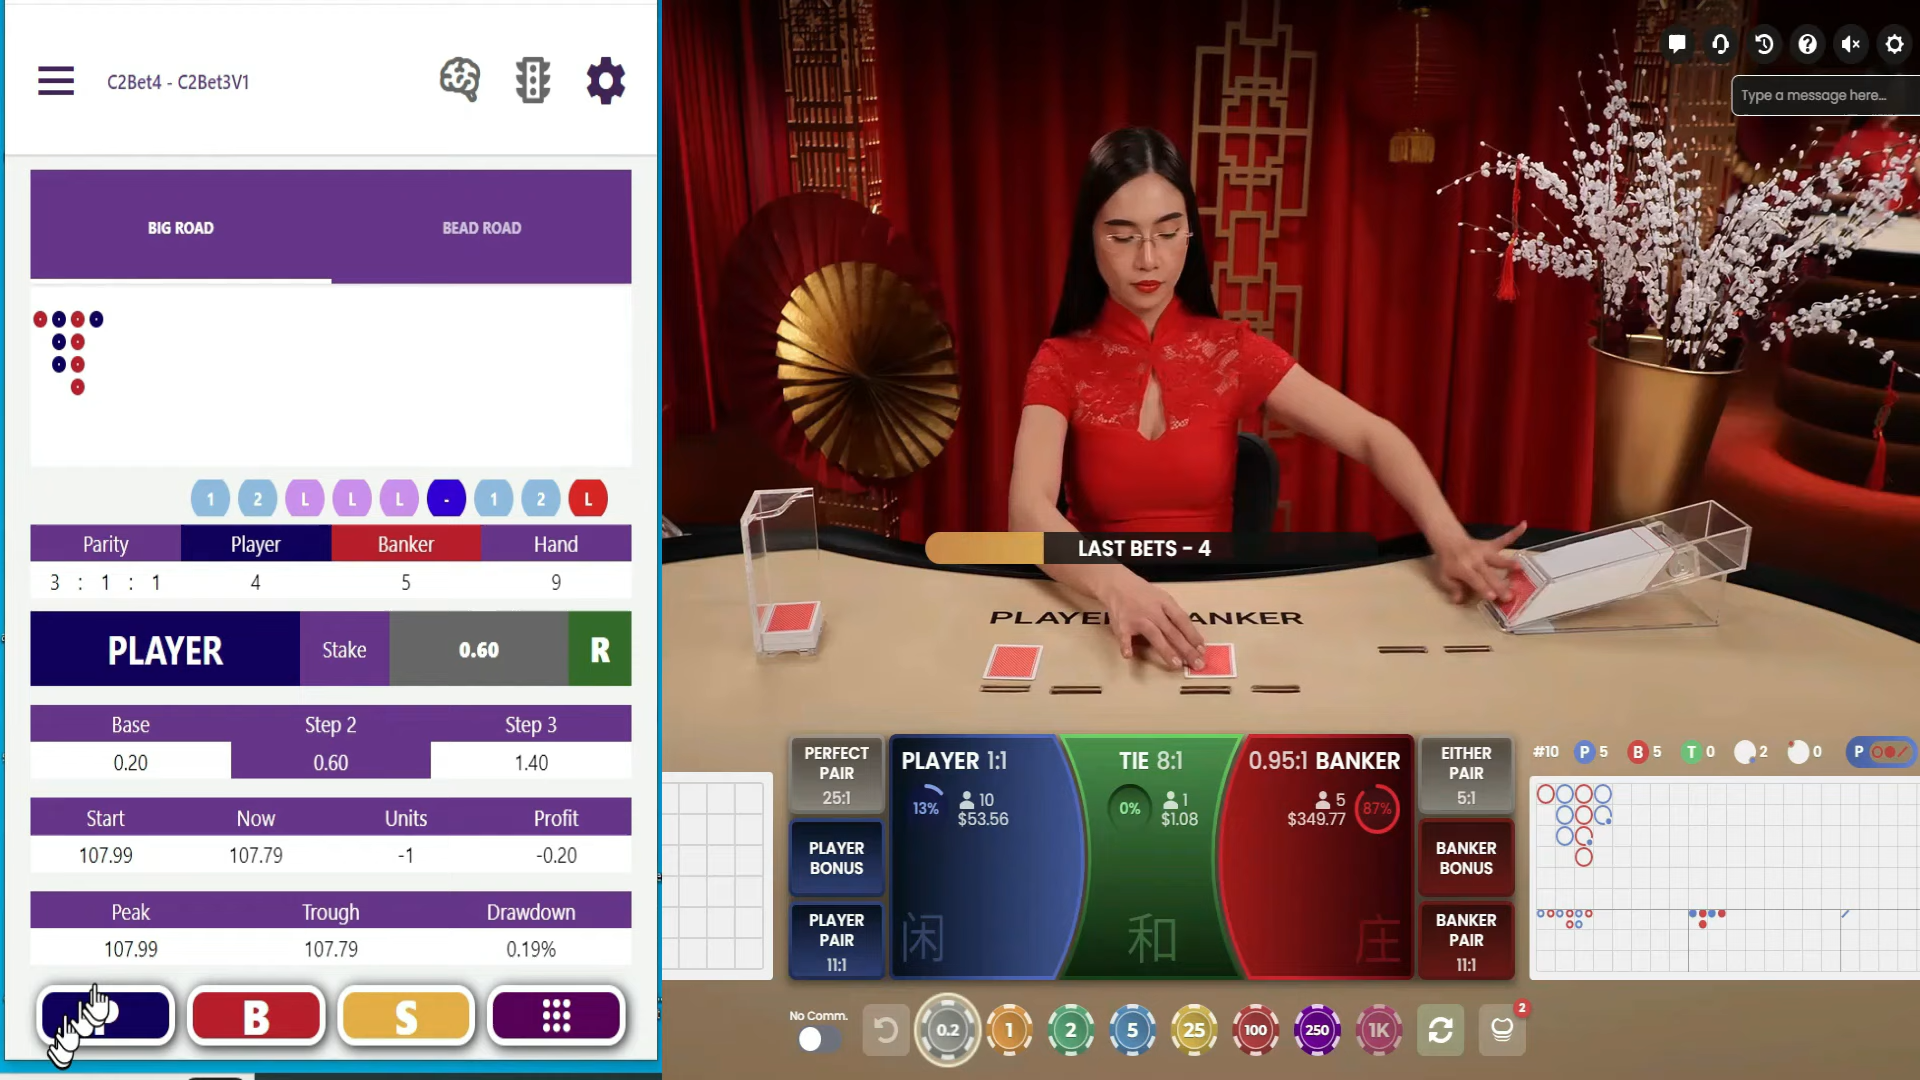 C2Bet4 - C2Bet3V1
BIG ROAD
BEAD ROAD
1 2 L L L - 1 2 L
Parity Player Banker Hand
3 : 1 : 1 4 5 9
PLAYER Stake 0.60 R
Base Step 2 Step 3
0.20 0.60 1.40
Start Now Units Profit
107.99 107.79 -1 -0.20
Peak Trough Drawdown
107.99 107.79 0.19%
B S
Type a message here...
LAST BETS - 4
PLAYER BANKER
PERFECT PAIR
25:1
PLAYER BONUS
PLAYER PAIR
11:1
PLAYER 1:1
13% 10
$53.56
闲
TIE 8:1
0% 1
$1.08
和
0.95:1 BANKER
5 87%
$349.77
庄
EITHER PAIR
5:1
BANKER BONUS
BANKER PAIR
11:1
#10 P 5 B 5 T 0 2 0 P
No Comm.
0.2 1 2 5 25 100 250 1K
2